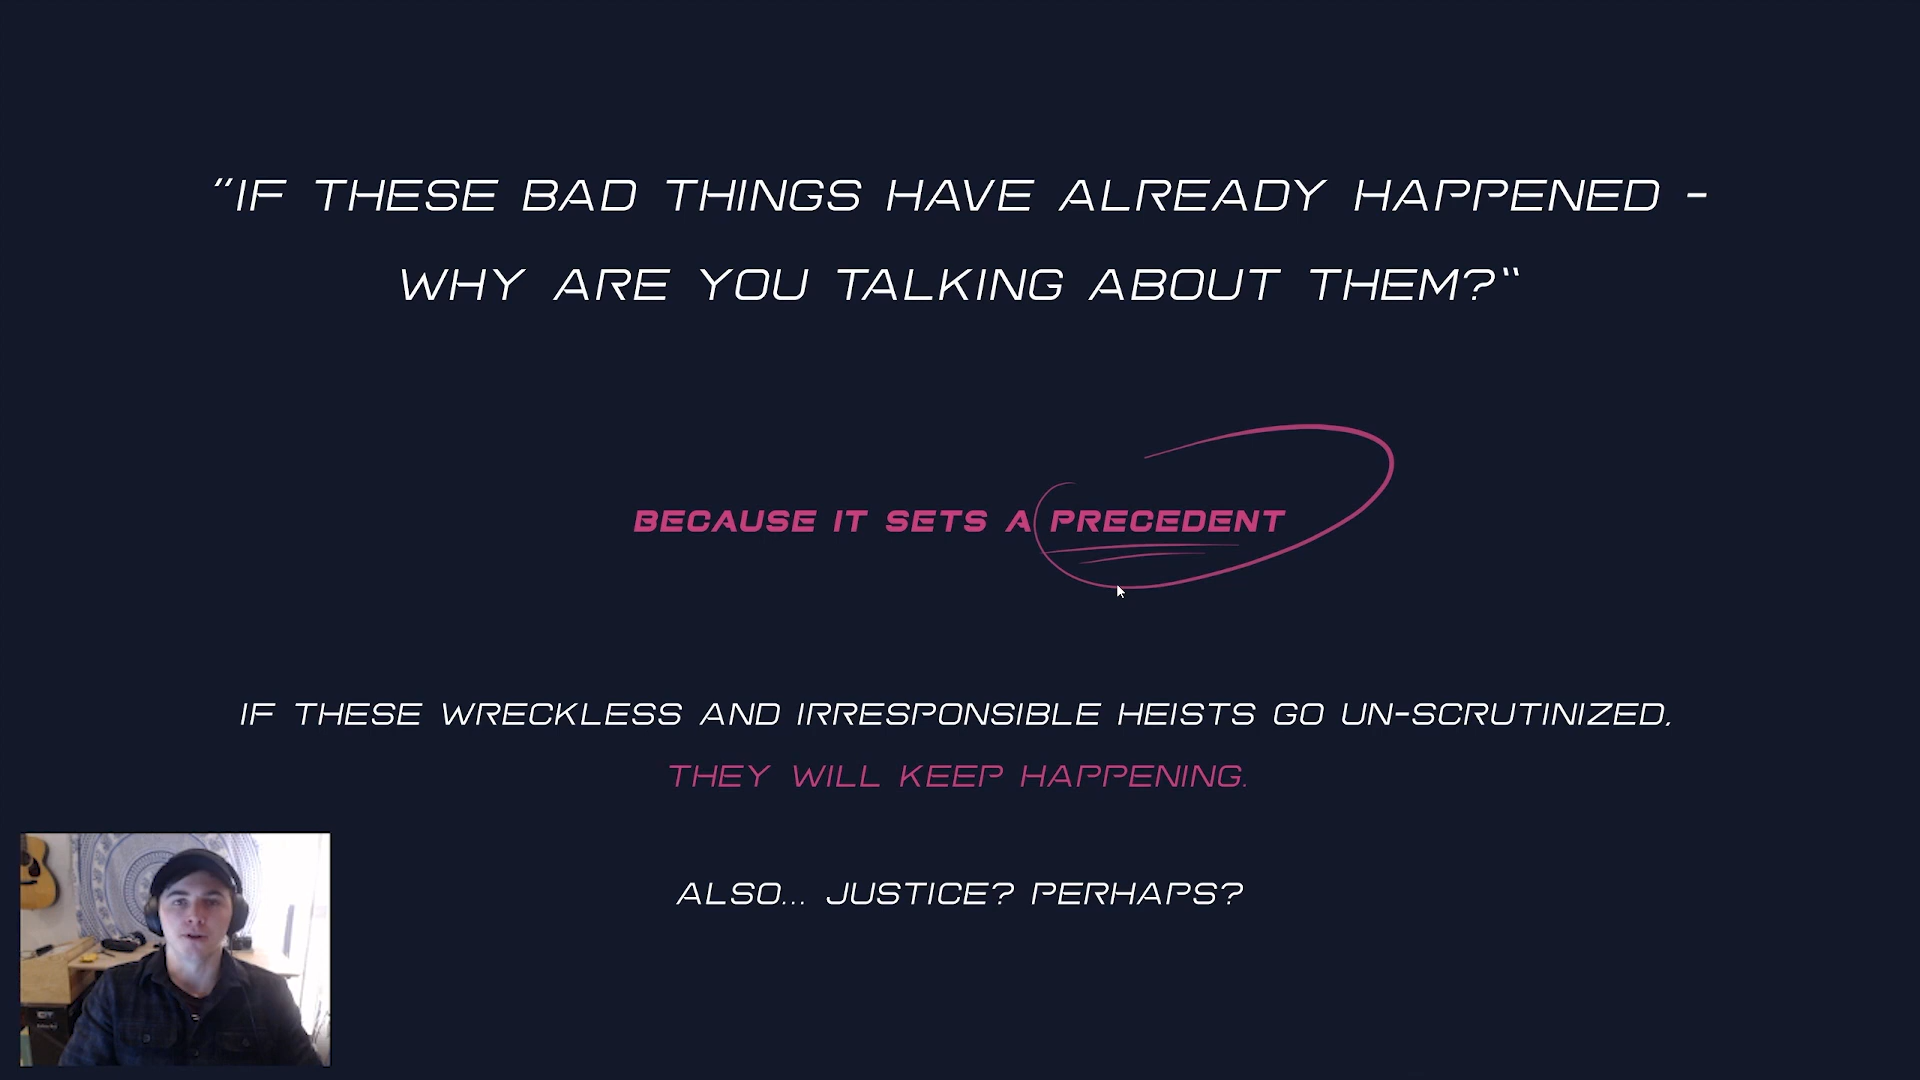 "IF THESE BAD THINGS HAVE ALREADY HAPPENED -
WHY ARE YOU TALKING ABOUT THEM?"
BECAUSE IT SETS A PRECEDENT
IF THESE WRECKLESS AND IRRESPONSIBLE HEISTS GO UN-SCRUTINIZED,
THEY WILL KEEP HAPPENING.
ALSO... JUSTICE? PERHAPS?